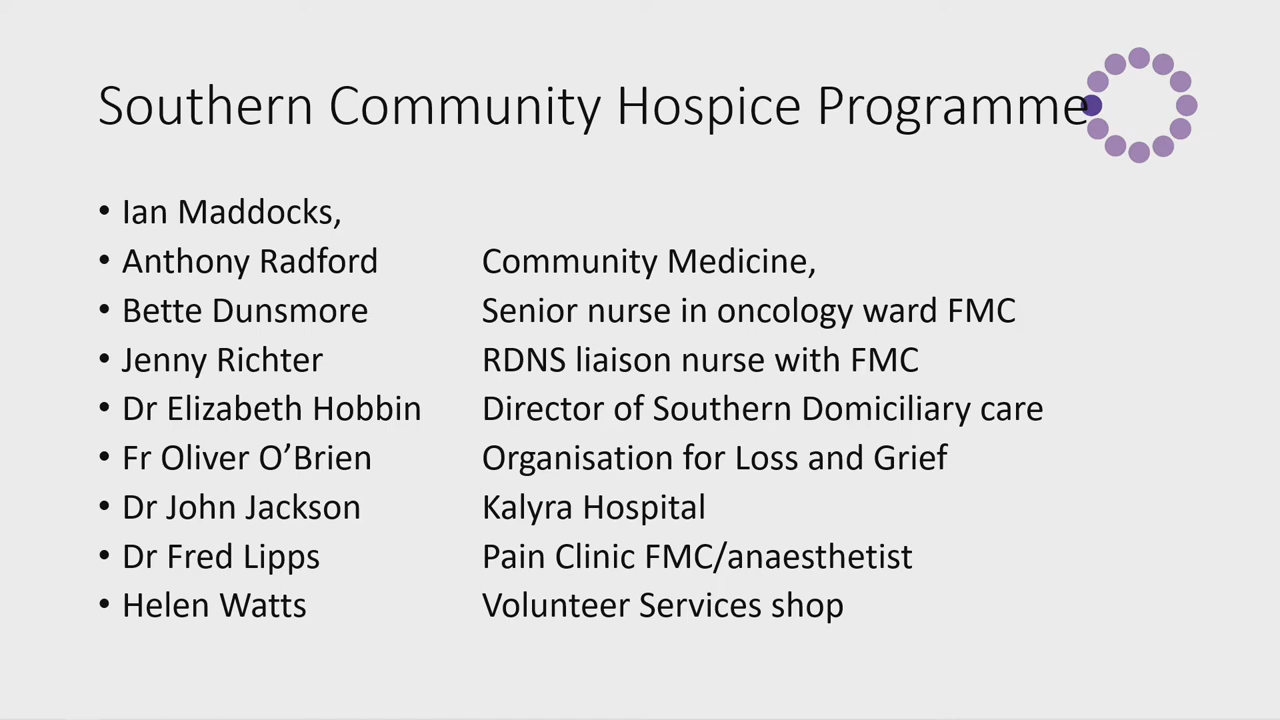 Southern Community Hospice Programme
• Ian Maddocks,
• Anthony Radford Community Medicine,
• Bette Dunsmore Senior nurse in oncology ward FMC
• Jenny Richter RDNS liaison nurse with FMC
• Dr Elizabeth Hobbin Director of Southern Domiciliary care
• Fr Oliver O’Brien Organisation for Loss and Grief
• Dr John Jackson Kalyra Hospital
• Dr Fred Lipps Pain Clinic FMC/anaesthetist
• Helen Watts Volunteer Services shop